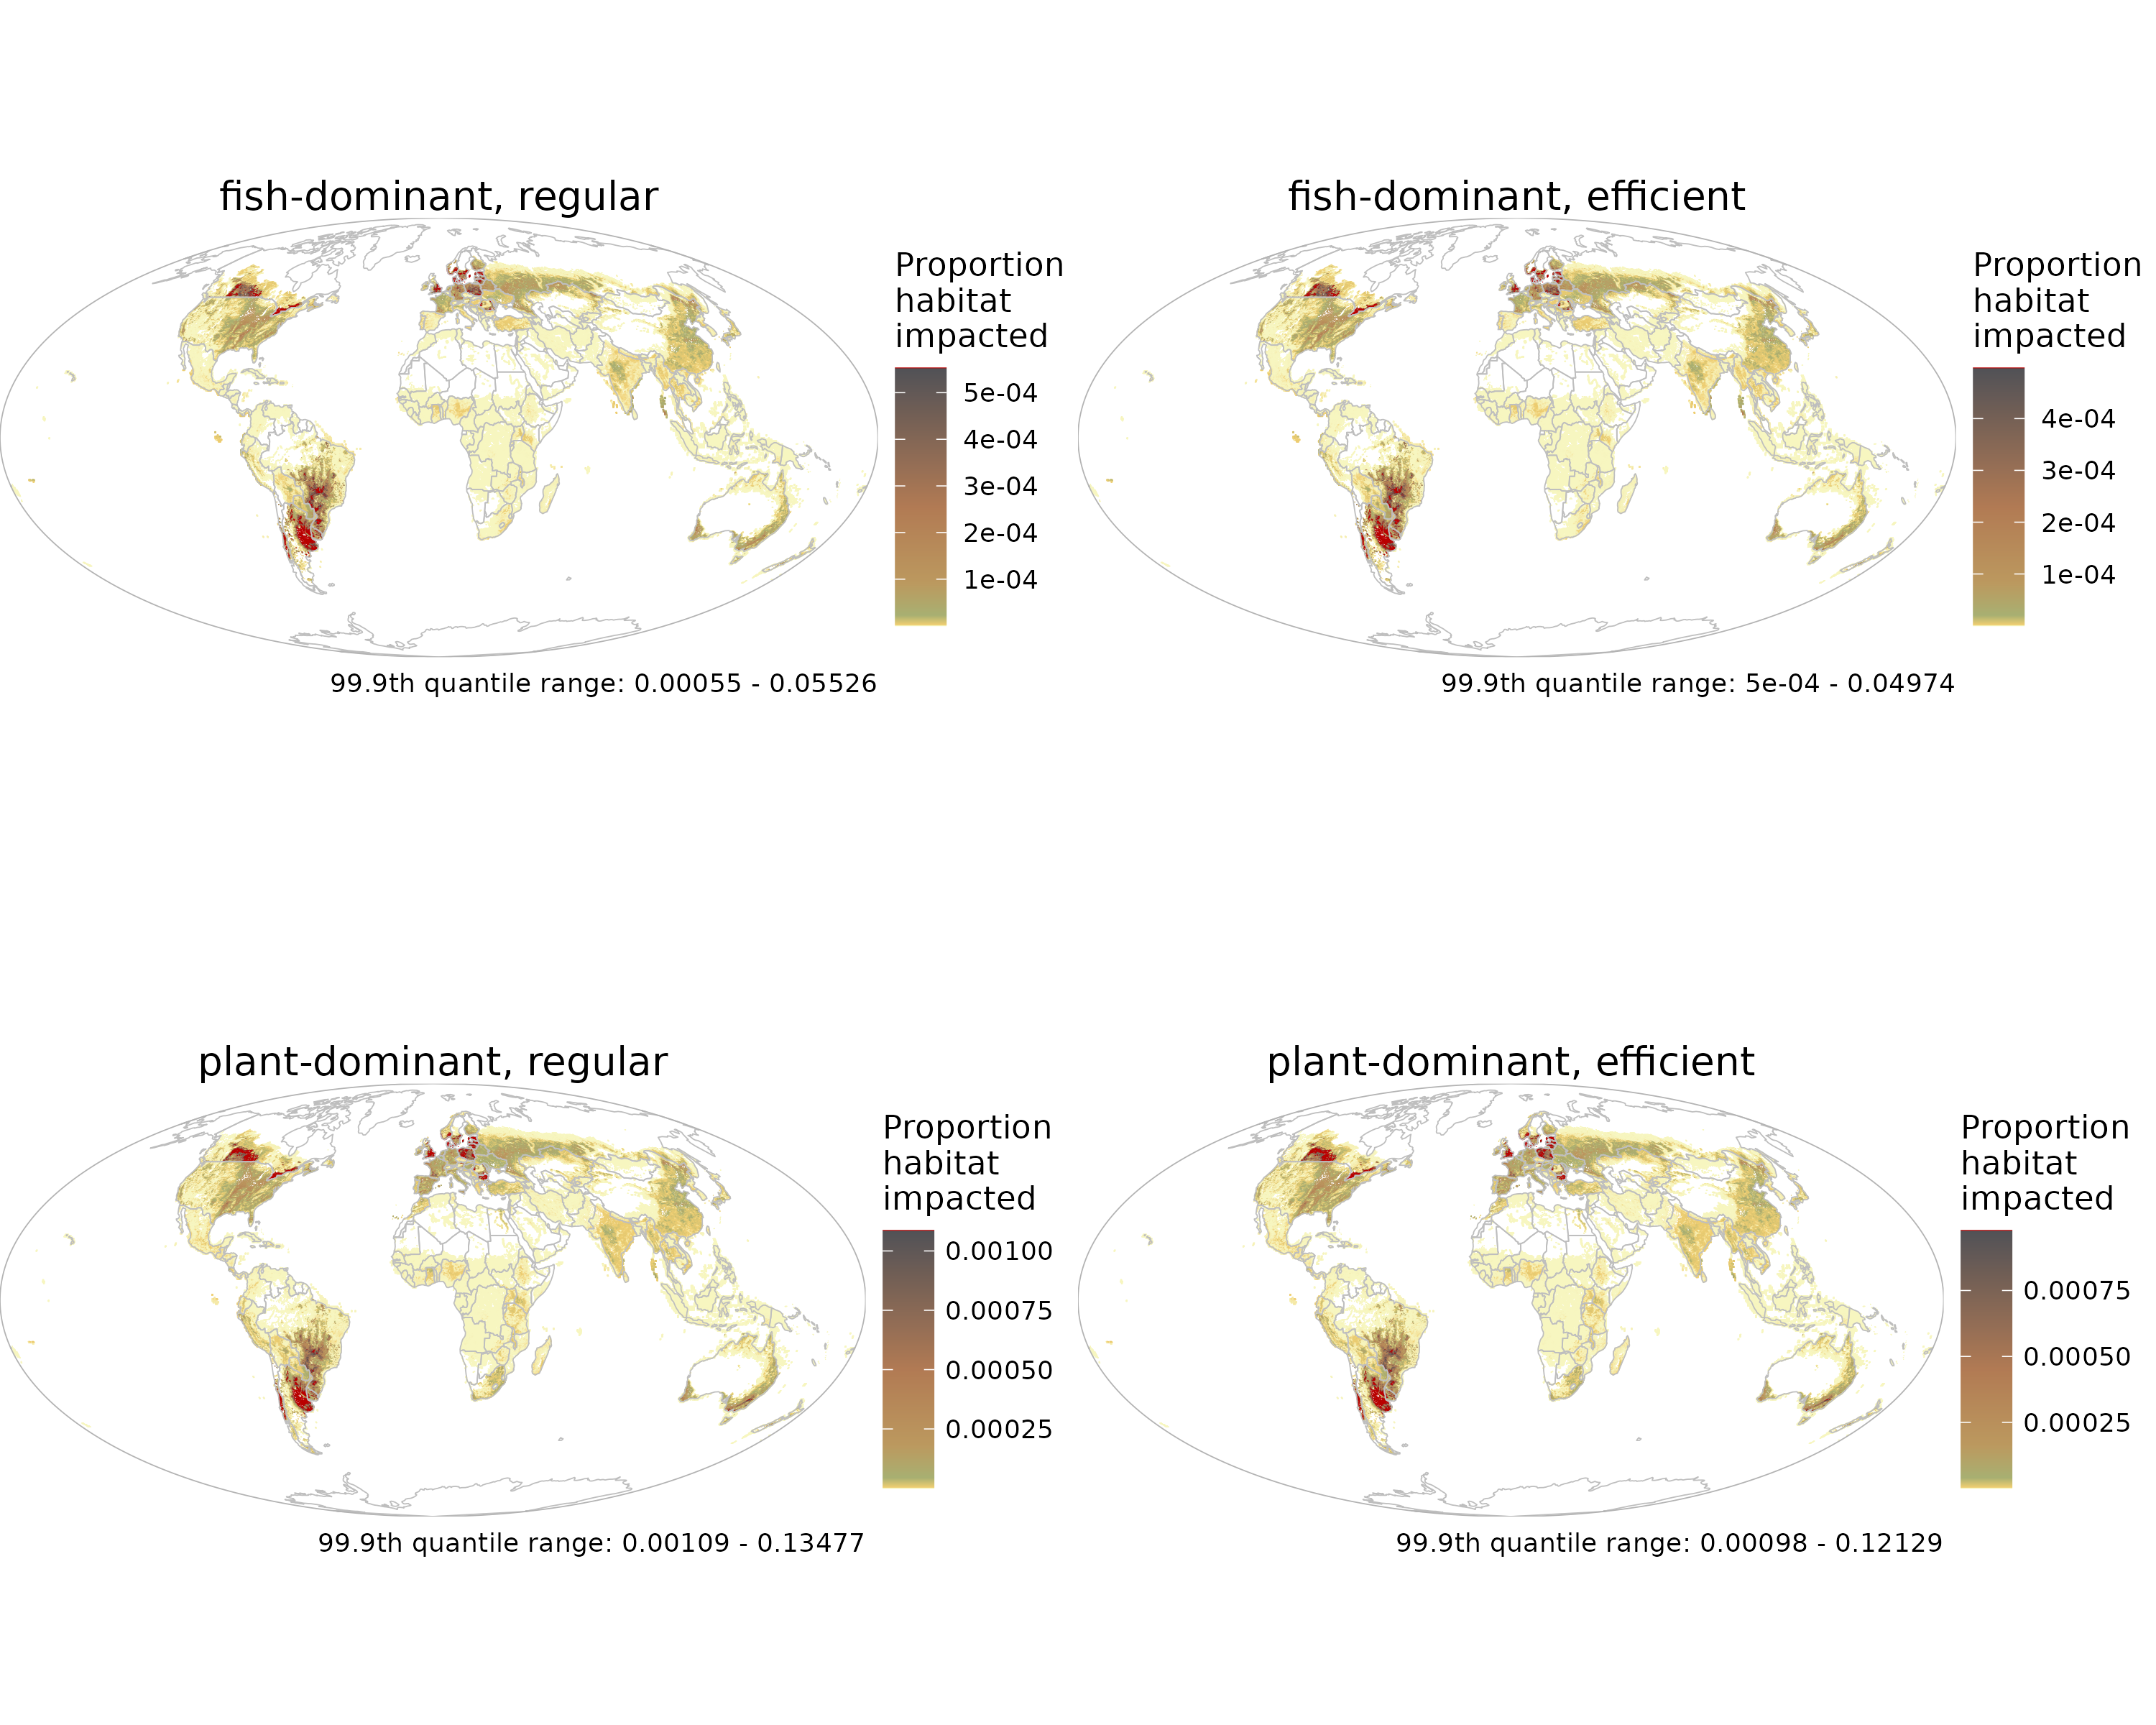 fish-dominant, regular
Proportion
habitat
impacted
5e-04
4e-04
3e-04
2e-04
1e-04
99.9th quantile range: 0.00055 - 0.05526
fish-dominant, efficient
Proportion
habitat
impacted
4e-04
3e-04
2e-04
1e-04
99.9th quantile range: 5e-04 - 0.04974
plant-dominant, regular
Proportion
habitat
impacted
0.00100
0.00075
0.00050
0.00025
99.9th quantile range: 0.00109 - 0.13477
plant-dominant, efficient
Proportion
habitat
impacted
0.00075
0.00050
0.00025
99.9th quantile range: 0.00098 - 0.12129